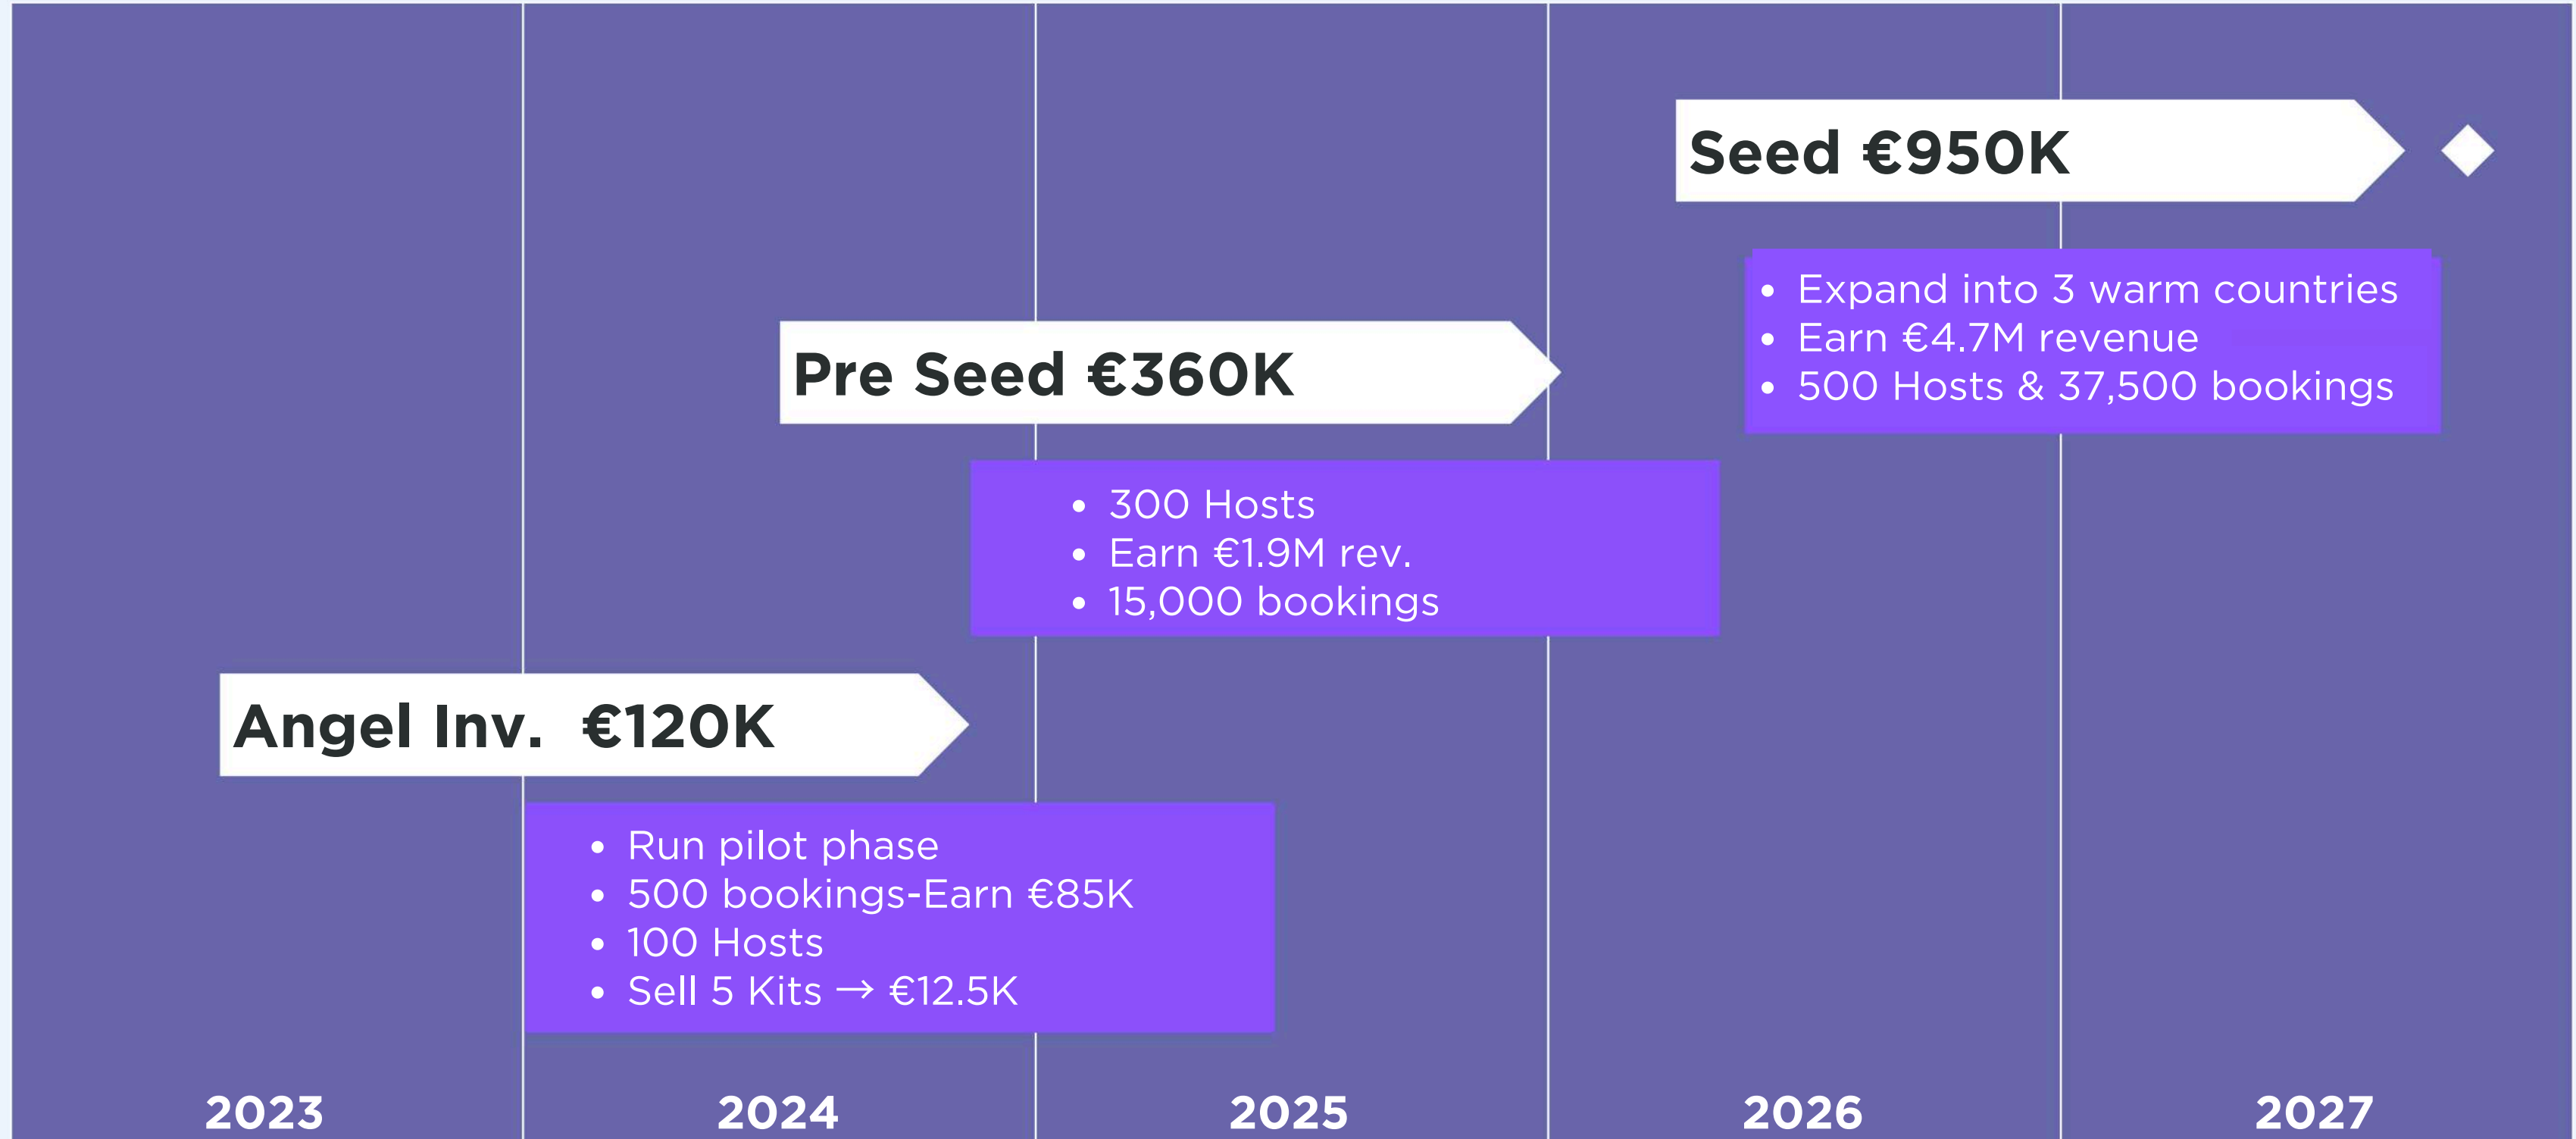 Seed €950K
• Expand into 3 warm countries
• Earn €4.7M revenue
• 500 Hosts & 37,500 bookings
Pre Seed €360K
• 300 Hosts
• Earn €1.9M rev.
• 15,000 bookings
Angel Inv. €120K
• Run pilot phase
• 500 bookings-Earn €85K
• 100 Hosts
• Sell 5 Kits → €12.5K
2023 2024 2025 2026 2027